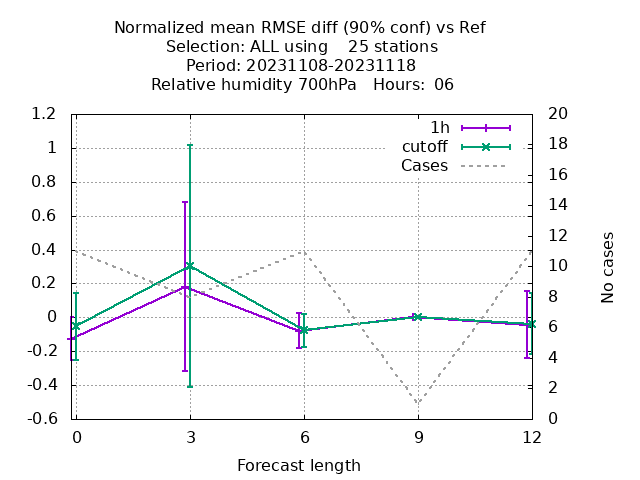 Normalized mean RMSE diff (90% conf) vs Ref
Selection: ALL using    25 stations
Period: 20231108-20231118
Relative humidity 700hPa   Hours:  06
1h
cutoff
Cases
1.2
1
0.8
0.6
0.4
0.2
0
-0.2
-0.4
-0.6
20
18
16
14
12
10
8
6
4
2
0
No cases
0 3 6 9 12
Forecast length